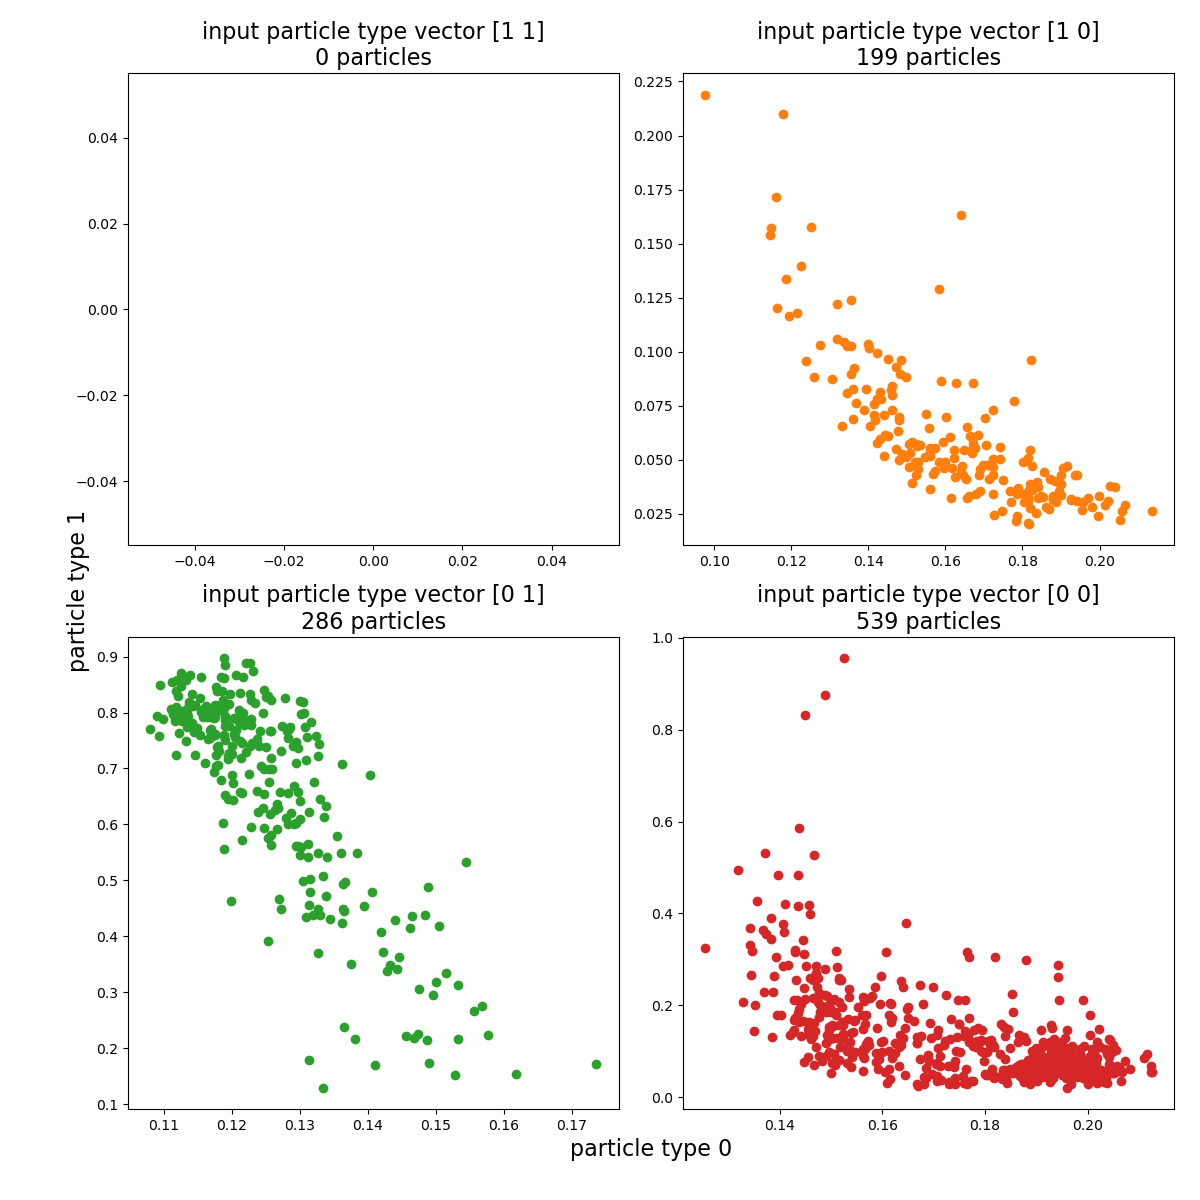 input particle type vector [1 1]
0 particles
input particle type vector [1 0]
199 particles
0.04
0.02
0.00
−0.02
−0.04
−0.04 −0.02 0.00 0.02 0.04
0.225
0.200
0.175
0.150
0.125
0.100
0.075
0.050
0.025
0.10 0.12 0.14 0.16 0.18 0.20
particle type 1
input particle type vector [0 1]
286 particles
input particle type vector [0 0]
539 particles
0.9
0.8
0.7
0.6
0.5
0.4
0.3
0.2
0.1
0.11 0.12 0.13 0.14 0.15 0.16 0.17
1.0
0.8
0.6
0.4
0.2
0.0
0.14 0.16 0.18 0.20
particle type 0